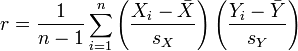 r = \frac{1}{n-1} \sum_{i=1}^{n} \left( \frac{X_i - \bar{X}}{s_X} \right) \left( \frac{Y_i - \bar{Y}}{s_Y} \right)